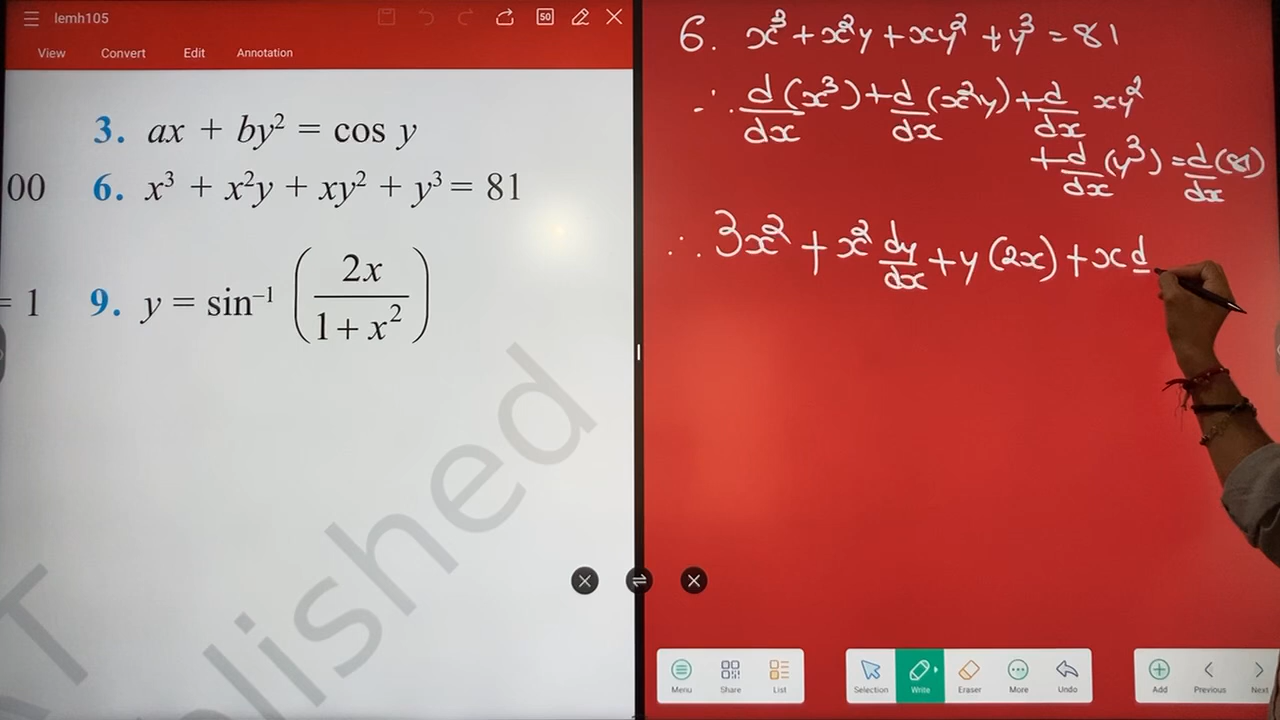 lemh105
50
View Convert Edit Annotation
3. ax + by² = cos y
00 6. x³ + x²y + xy² + y³ = 81
= 1 9. y = sin⁻¹ (2x / 1 + x²)
T
lished
6. x³ + x²y + xy² + y³ = 81
∴ d/dx (x³) + d/dx (x²y) + d/dx xy²
+ d/dx (y³) = d/dx (81)
∴ 3x² + x² dy/dx + y (2x) + x d
Menu Share List Selection Write Eraser More Undo Add Previous Next